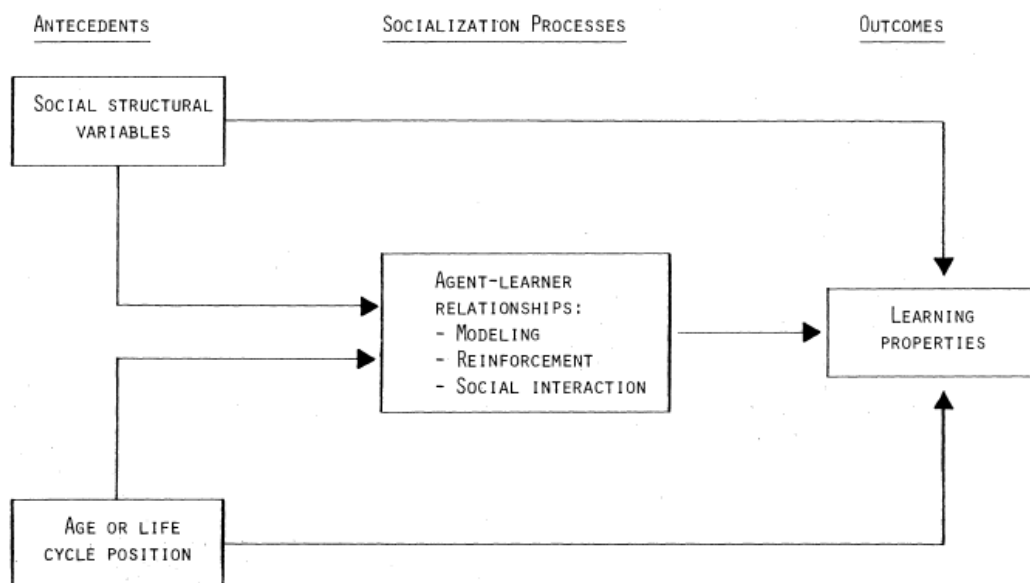 ANTECEDENTS
SOCIALIZATION PROCESSES
OUTCOMES
SOCIAL STRUCTURAL
VARIABLES
AGENT-LEARNER
RELATIONSHIPS:
- MODELING
- REINFORCEMENT
- SOCIAL INTERACTION
LEARNING
PROPERTIES
AGE OR LIFE
CYCLE POSITION